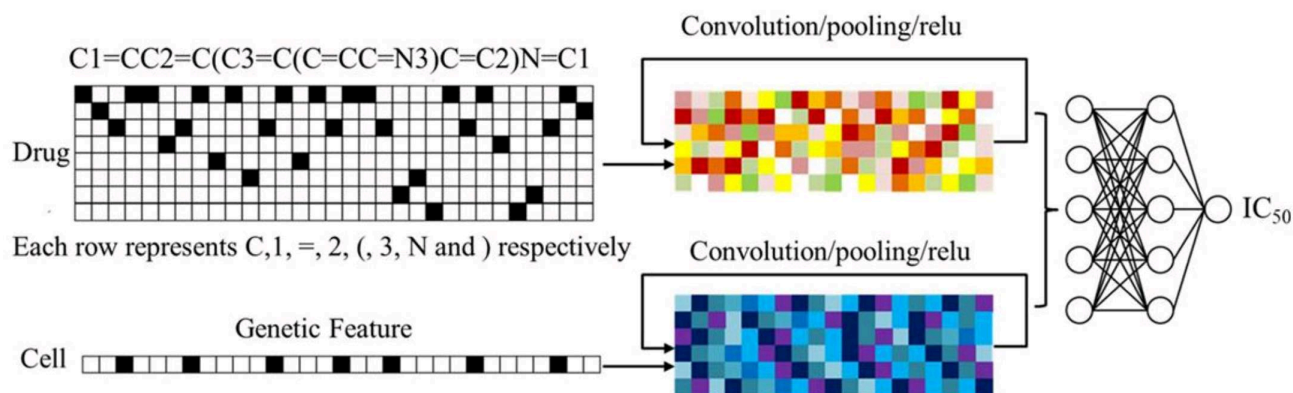 Convolution/pooling/relu
C1=CC2=C(C3=C(C=CC=N3)C=C2)N=C1
Drug
Each row represents C,1, =, 2, (, 3, N and ) respectively
IC₅₀
Convolution/pooling/relu
Genetic Feature
Cell